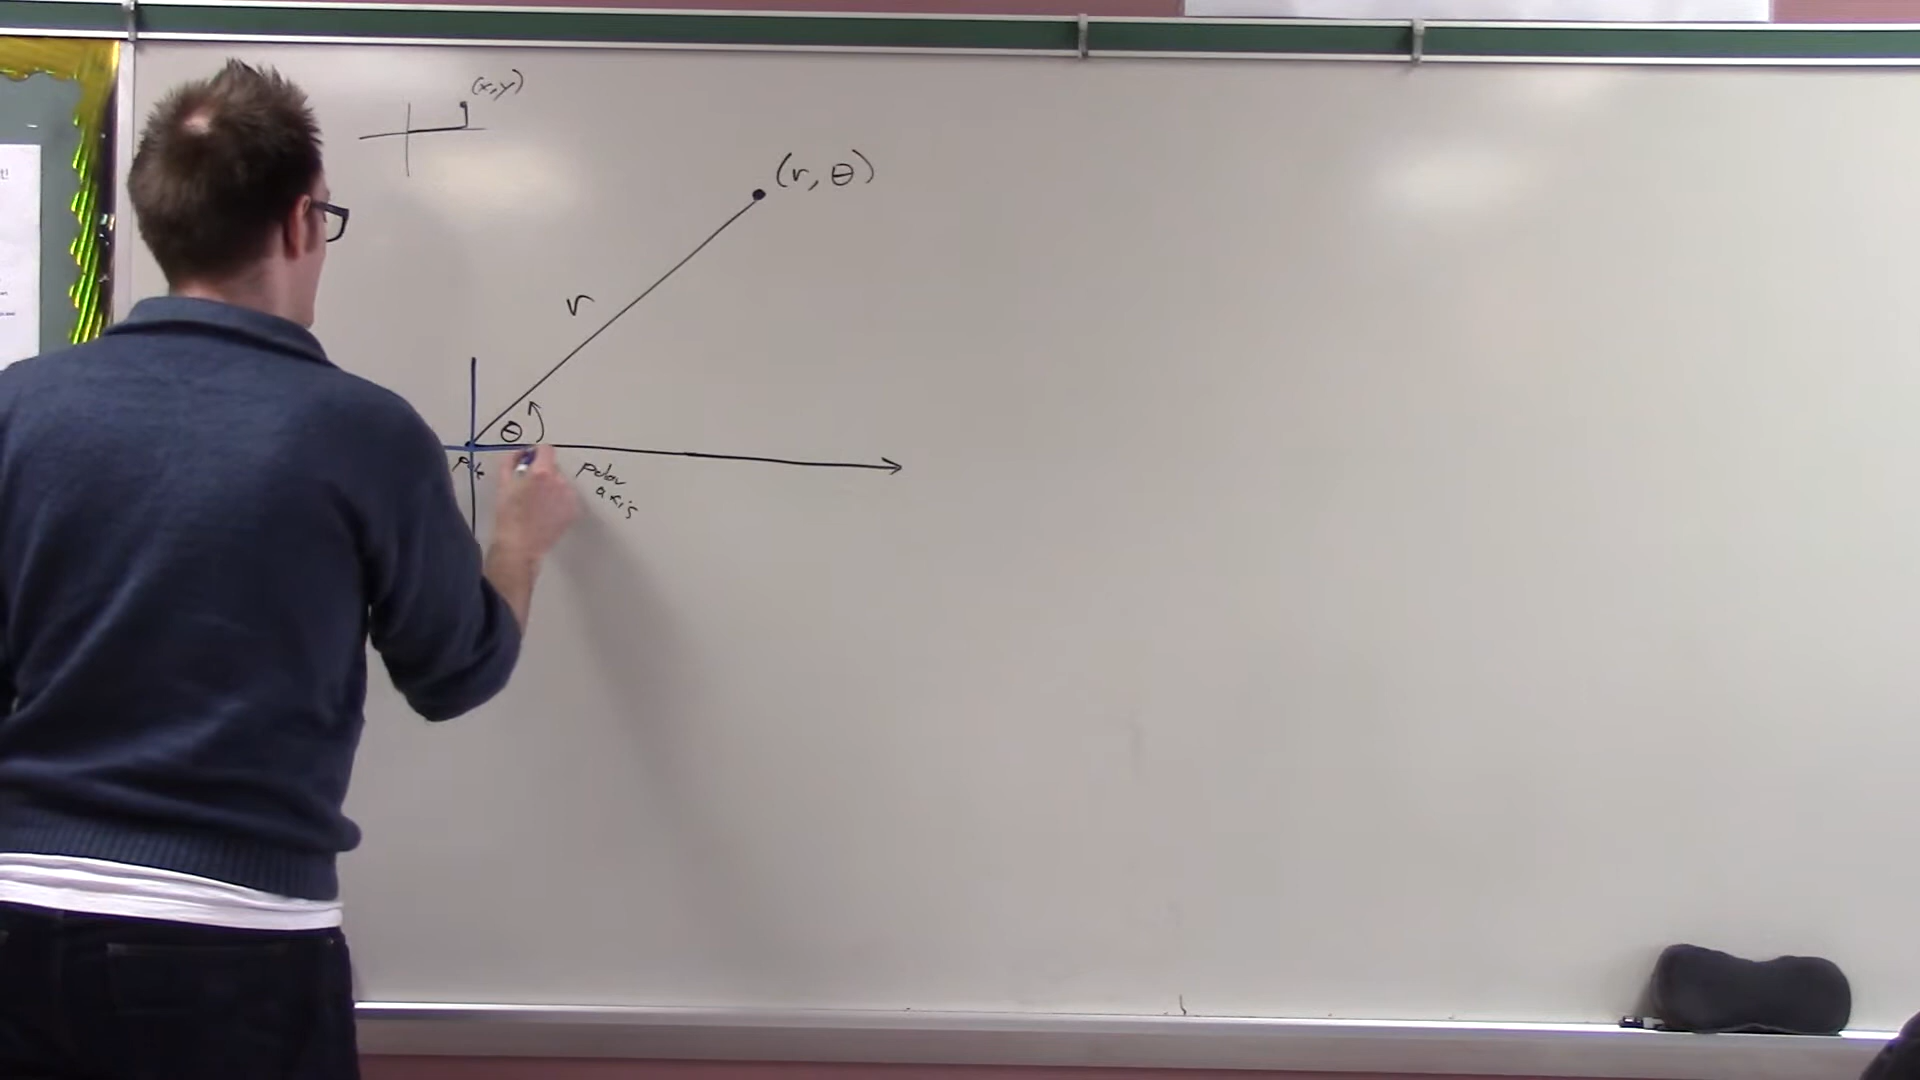 (x,y)
(r, θ)
r
θ
pole
polar
axis